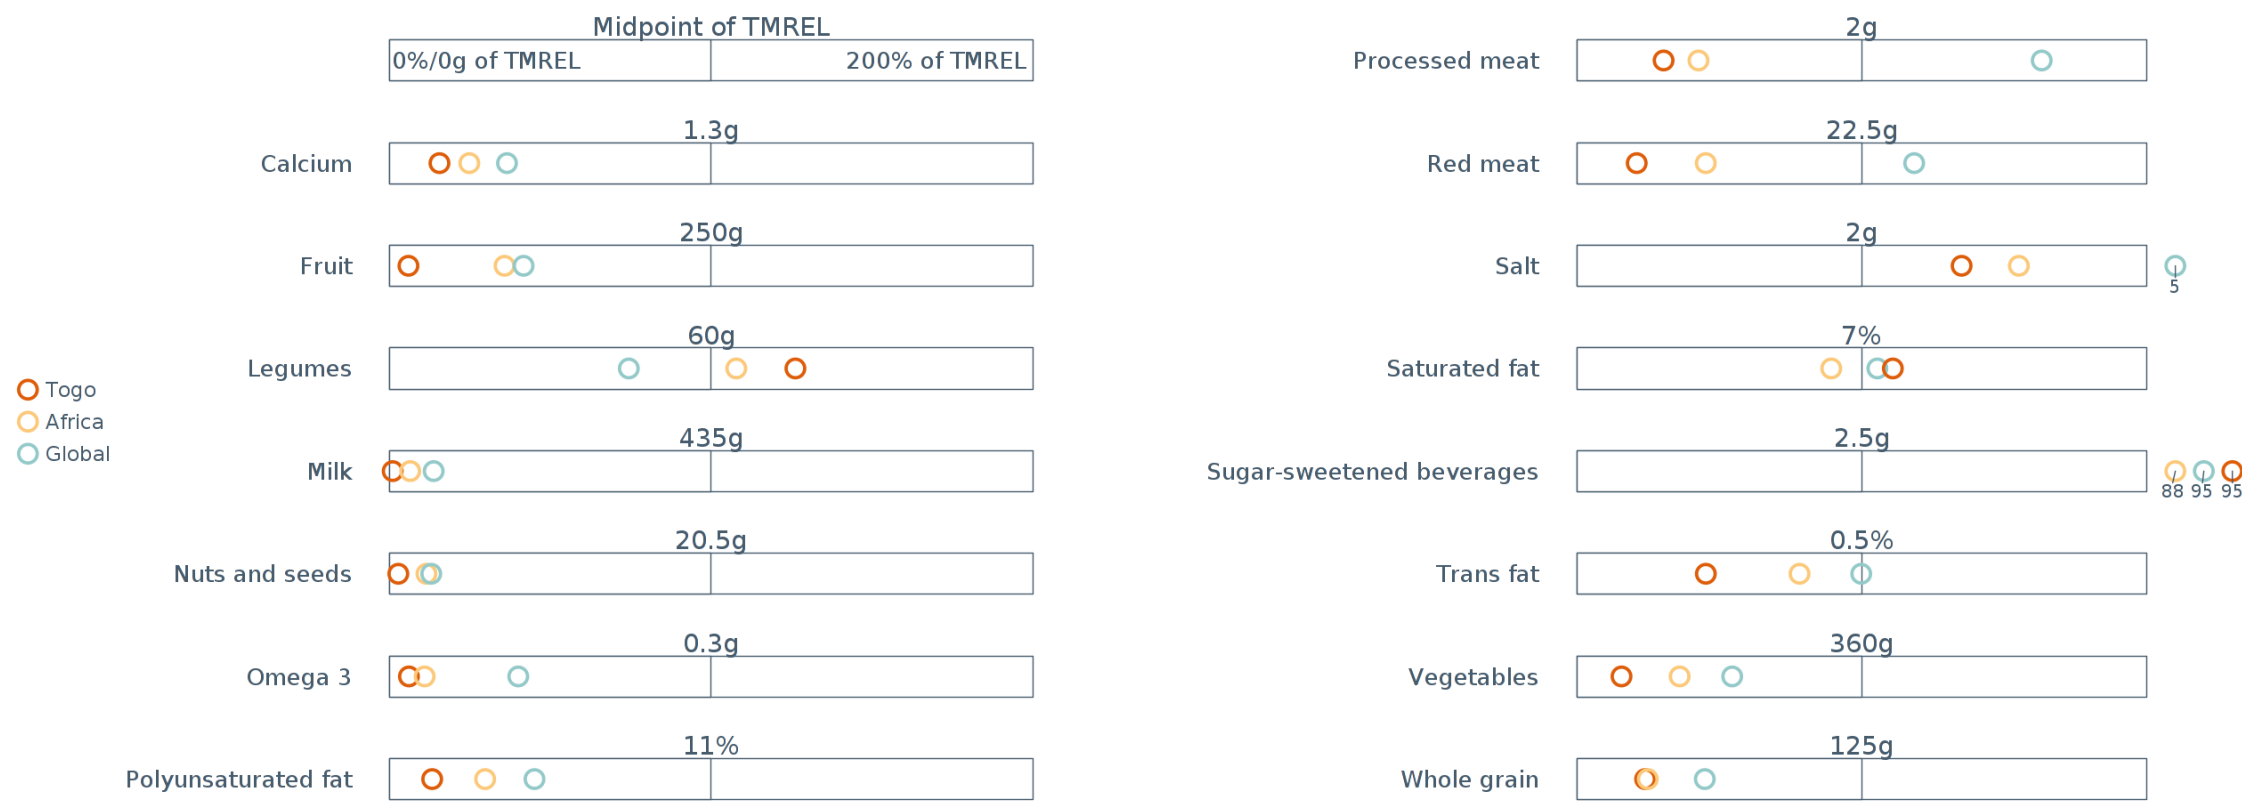 Midpoint of TMREL
0%/0g of TMREL
200% of TMREL
Calcium
1.3g
Fruit
250g
Legumes
60g
Milk
435g
Nuts and seeds
20.5g
Omega 3
0.3g
Polyunsaturated fat
11%
Togo
Africa
Global
Processed meat
2g
Red meat
22.5g
Salt
2g
5
Saturated fat
7%
Sugar-sweetened beverages
2.5g
88 95 95
Trans fat
0.5%
Vegetables
360g
Whole grain
125g